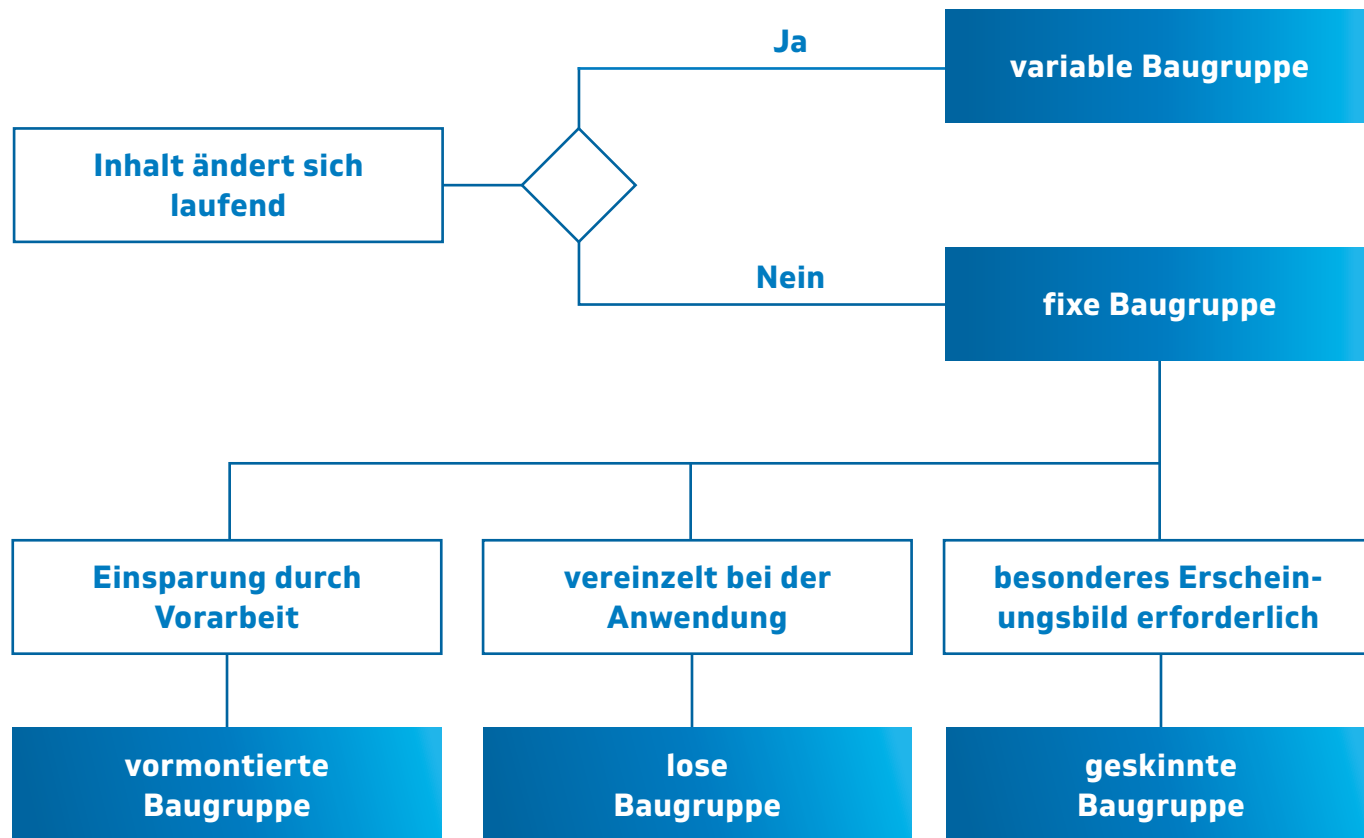 Ja
variable Baugruppe
Inhalt ändert sich
laufend
Nein
fixe Baugruppe
Einsparung durch
Vorarbeit
vereinzelt bei der
Anwendung
besonderes Erschein-
ungsbild erforderlich
vormontierte
Baugruppe
lose
Baugruppe
geskinnte
Baugruppe